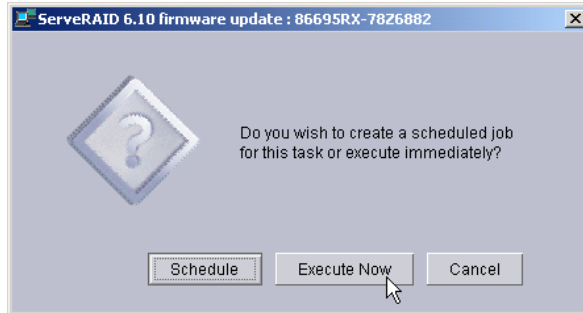 ServeRAID 6.10 firmware update : 86695RX-78Z6882
Do you wish to create a scheduled job
for this task or execute immediately?
Schedule Execute Now Cancel